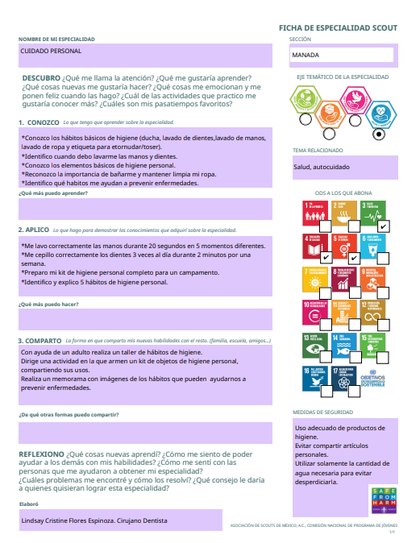 FICHA DE ESPECIALIDAD SCOUT
NOMBRE DE MI ESPECIALIDAD
CUIDADO PERSONAL
SECCIÓN
MANADA
DESCUBRO ¿Qué me llama la atención? ¿Qué me gustaría aprender?
¿Qué cosas nuevas me gustaría hacer? ¿Qué cosas me emocionan y me
ponen feliz cuando las hago? ¿Cuál de las actividades que practico me
gustaría conocer más? ¿Cuáles son mis pasatiempos favoritos?
EJE TEMÁTICO DE LA ESPECIALIDAD
1. CONOZCO Lo que tengo que aprender sobre la especialidad.
*Conozco los hábitos básicos de higiene (ducha, lavado de dientes,lavado de manos,
lavado de ropa y etiqueta para etornudar/toser).
*Identifico cuando debo lavarme las manos y dientes.
*Conozco los elementos básicos de higiene personal.
*Reconozco la importancia de bañarme y mantener limpia mi ropa.
*Identifico qué habitos me ayudan a prevenir enfermedades.
TEMA RELACIONADO
Salud, autocuidado
¿Qué más puedo aprender?
ODS A LOS QUE ABONA
2. APLICO Lo que hago para demostrar los conocimientos que adquirí sobre la especialidad.
*Me lavo correctamente las manos durante 20 segundos en 5 momentos diferentes.
*Me cepillo correctamente los dientes 3 veces al día durante 2 minutos por una
semana.
*Preparo mi kit de higiene personal completo para un campamento.
*Identifico y explico 5 hábitos de higiene personal.
¿Qué más puedo hacer?
3. COMPARTO La forma en que comparto mis nuevas habilidades con el resto. (familia, escuela, amigos...)
Con ayuda de un adulto realiza un taller de hábitos de higiene.
Dirige una actividad en la que armen un kit de objetos de higiene personal,
compartiendo sus usos.
Realiza un memorama con imágenes de los hábitos que pueden ayudarnos a
prevenir enfermedades.
¿De qué otras formas puedo compartir?
MEDIDAS DE SEGURIDAD
Uso adecuado de productos de
higiene.
Evitar compartir artículos
personales.
Utilizar solamente la cantidad de
agua necesaria para evitar
desperdiciarla.
REFLEXIONO ¿Qué cosas nuevas aprendí? ¿Cómo me siento de poder
ayudar a los demás con mis habilidades? ¿Cómo me sentí con las
personas que me ayudaron a obtener mi especialidad?
¿Cuáles problemas me encontré y cómo los resolví? ¿Qué consejo le daría
a quienes quisieran lograr esta especialidad?
SAFE
FROM
HARM
Elaboró
Lindsay Cristine Flores Espinoza. Cirujano Dentista
ASOCIACIÓN DE SCOUTS DE MÉXICO, A.C., COMISIÓN NACIONAL DE PROGRAMA DE JÓVENES